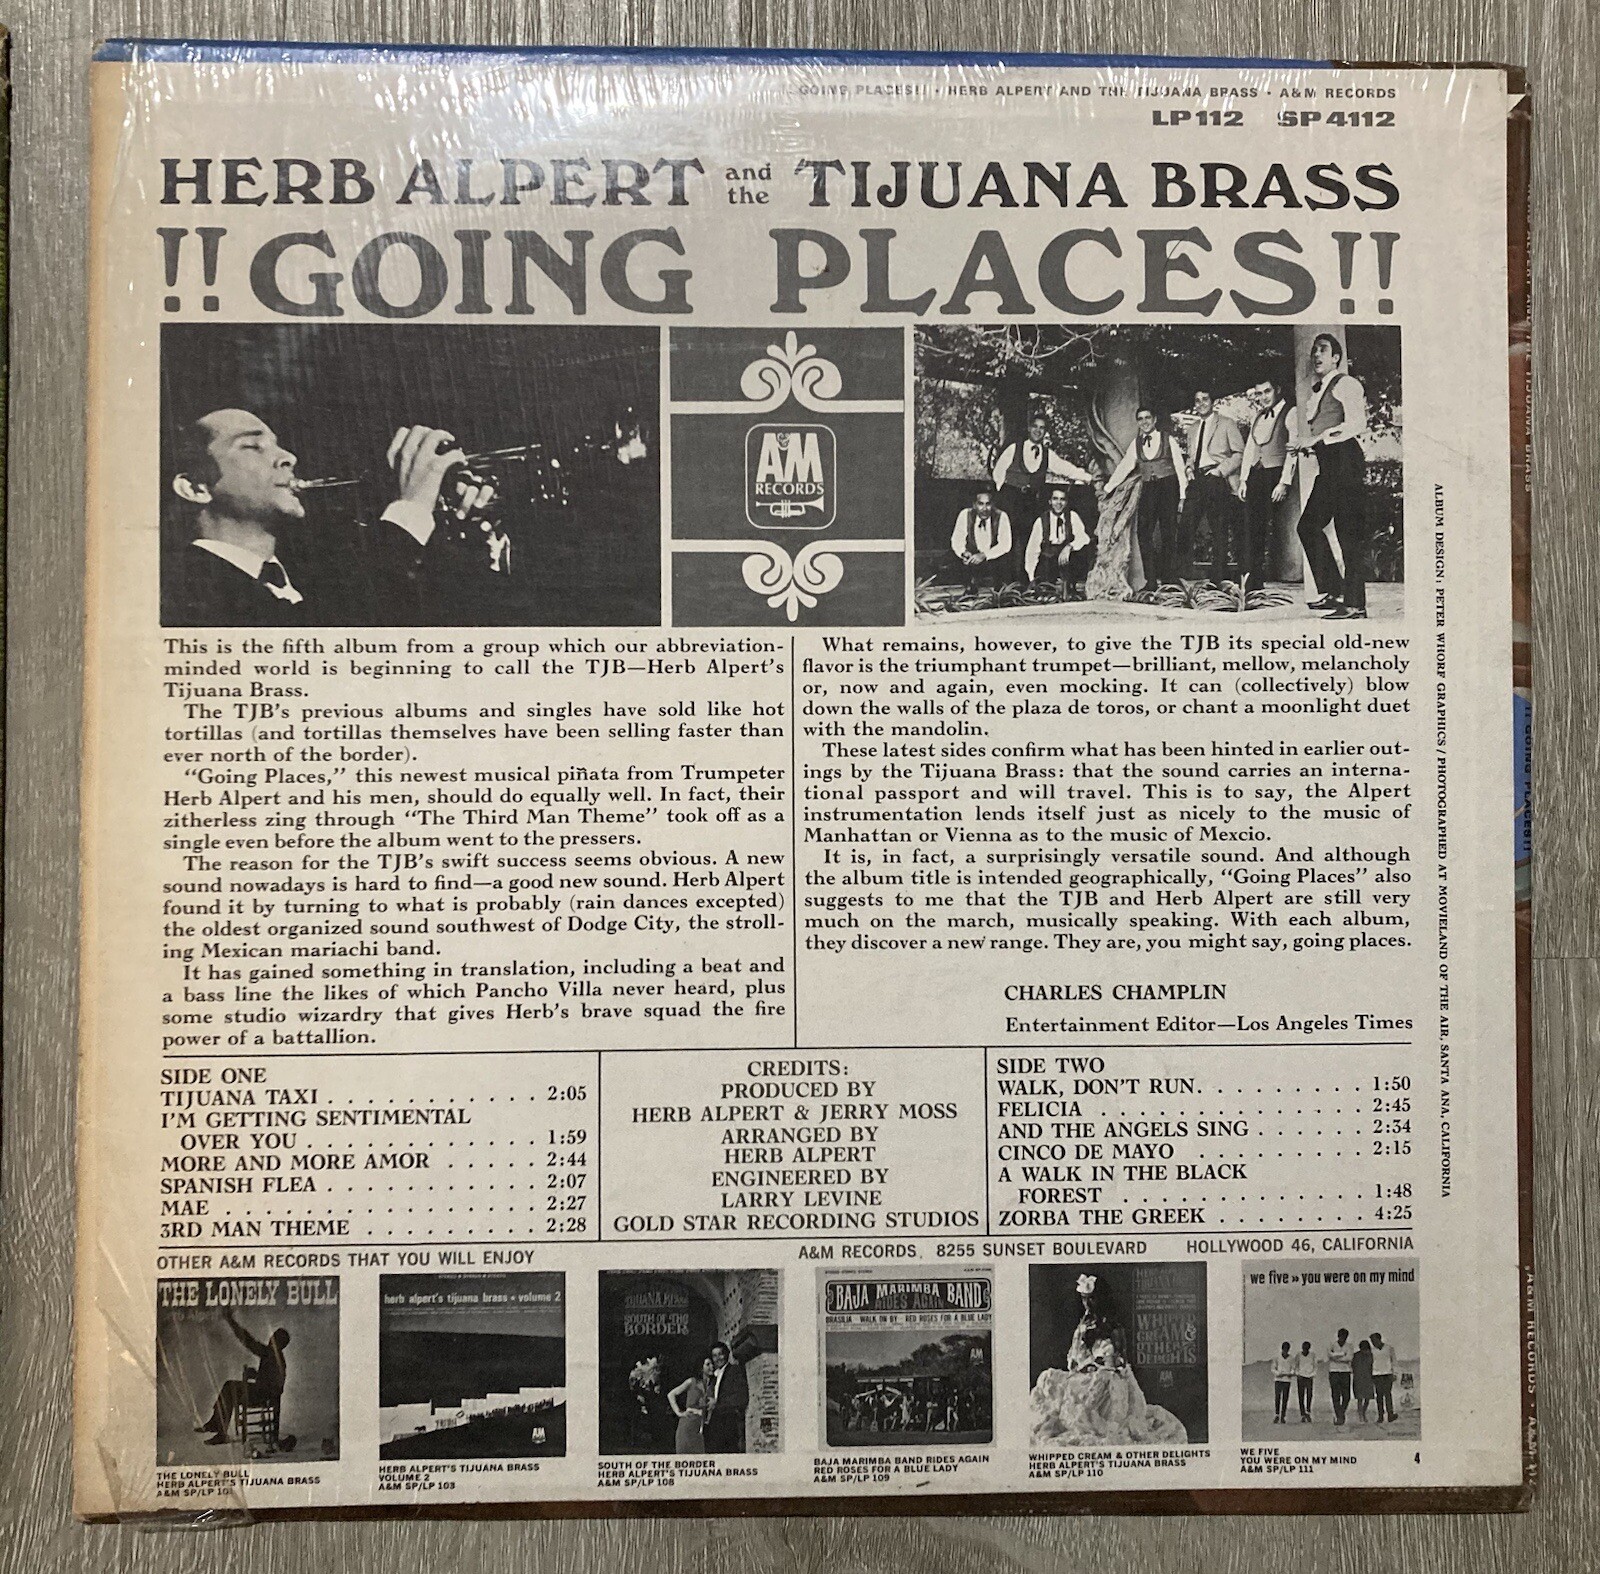 !!GOING PLACES!! • HERB ALPERT AND THE TIJUANA BRASS • A&M RECORDS
LP 112 SP 4112
HERB ALPERT and the TIJUANA BRASS
!!GOING PLACES!!
A&M
RECORDS
This is the fifth album from a group which our abbreviation-
minded world is beginning to call the TJB—Herb Alpert's
Tijuana Brass.
The TJB's previous albums and singles have sold like hot
tortillas (and tortillas themselves have been selling faster than
ever north of the border).
"Going Places," this newest musical piñata from Trumpeter
Herb Alpert and his men, should do equally well. In fact, their
zitherless zing through "The Third Man Theme" took off as a
single even before the album went to the pressers.
The reason for the TJB's swift success seems obvious. A new
sound nowadays is hard to find—a good new sound. Herb Alpert
found it by turning to what is probably (rain dances excepted)
the oldest organized sound southwest of Dodge City, the stroll-
ing Mexican mariachi band.
It has gained something in translation, including a beat and
a bass line the likes of which Pancho Villa never heard, plus
some studio wizardry that gives Herb's brave squad the fire
power of a battallion.
What remains, however, to give the TJB its special old-new
flavor is the triumphant trumpet—brilliant, mellow, melancholy
or, now and again, even mocking. It can (collectively) blow
down the walls of the plaza de toros, or chant a moonlight duet
with the mandolin.
These latest sides confirm what has been hinted in earlier out-
ings by the Tijuana Brass: that the sound carries an interna-
tional passport and will travel. This is to say, the Alpert
instrumentation lends itself just as nicely to the music of
Manhattan or Vienna as to the music of Mexcio.
It is, in fact, a surprisingly versatile sound. And although
the album title is intended geographically, "Going Places" also
suggests to me that the TJB and Herb Alpert are still very
much on the march, musically speaking. With each album,
they discover a new range. They are, you might say, going places.
CHARLES CHAMPLIN
Entertainment Editor—Los Angeles Times
ALBUM DESIGN: PETER WHORF GRAPHICS / PHOTOGRAPHED AT MOVIELAND OF THE AIR, SANTA ANA, CALIFORNIA
SIDE ONE
TIJUANA TAXI . . . . . . . . . . . 2:05
I'M GETTING SENTIMENTAL
OVER YOU . . . . . . . . . . . . 1:59
MORE AND MORE AMOR . . . . . 2:44
SPANISH FLEA . . . . . . . . . . . 2:07
MAE . . . . . . . . . . . . . . . . 2:27
3RD MAN THEME . . . . . . . . . 2:28
CREDITS:
PRODUCED BY
HERB ALPERT & JERRY MOSS
ARRANGED BY
HERB ALPERT
ENGINEERED BY
LARRY LEVINE
GOLD STAR RECORDING STUDIOS
SIDE TWO
WALK, DON'T RUN. . . . . . . . . 1:50
FELICIA . . . . . . . . . . . . . . 2:45
AND THE ANGELS SING . . . . . . 2:34
CINCO DE MAYO . . . . . . . . . 2:15
A WALK IN THE BLACK
FOREST . . . . . . . . . . . . . 1:48
ZORBA THE GREEK . . . . . . . . 4:25
OTHER A&M RECORDS THAT YOU WILL ENJOY
A&M RECORDS, 8255 SUNSET BOULEVARD HOLLYWOOD 46, CALIFORNIA
THE LONELY BULL
herb alpert's tijuana brass • volume 2
AM
TIJUANA BRASS
SOUTH OF THE
BORDER
BAJA MARIMBA BAND
RIDES AGAIN
BRASILIA WALK ON BY RED ROSES FOR A BLUE LADY
AM
WHIPPED
CREAM &
OTHER
DELIGHTS
AM
we five » you were on my mind
THE LONELY BULL
HERB ALPERT'S TIJUANA BRASS
A&M SP/LP 101
HERB ALPERT'S TIJUANA BRASS
VOLUME 2
A&M SP/LP 103
SOUTH OF THE BORDER
HERB ALPERT'S TIJUANA BRASS
A&M SP/LP 108
BAJA MARIMBA BAND RIDES AGAIN
RED ROSES FOR A BLUE LADY
A&M SP/LP 109
WHIPPED CREAM & OTHER DELIGHTS
HERB ALPERT'S TIJUANA BRASS
A&M SP/LP 110
WE FIVE
YOU WERE ON MY MIND
A&M SP/LP 111
4